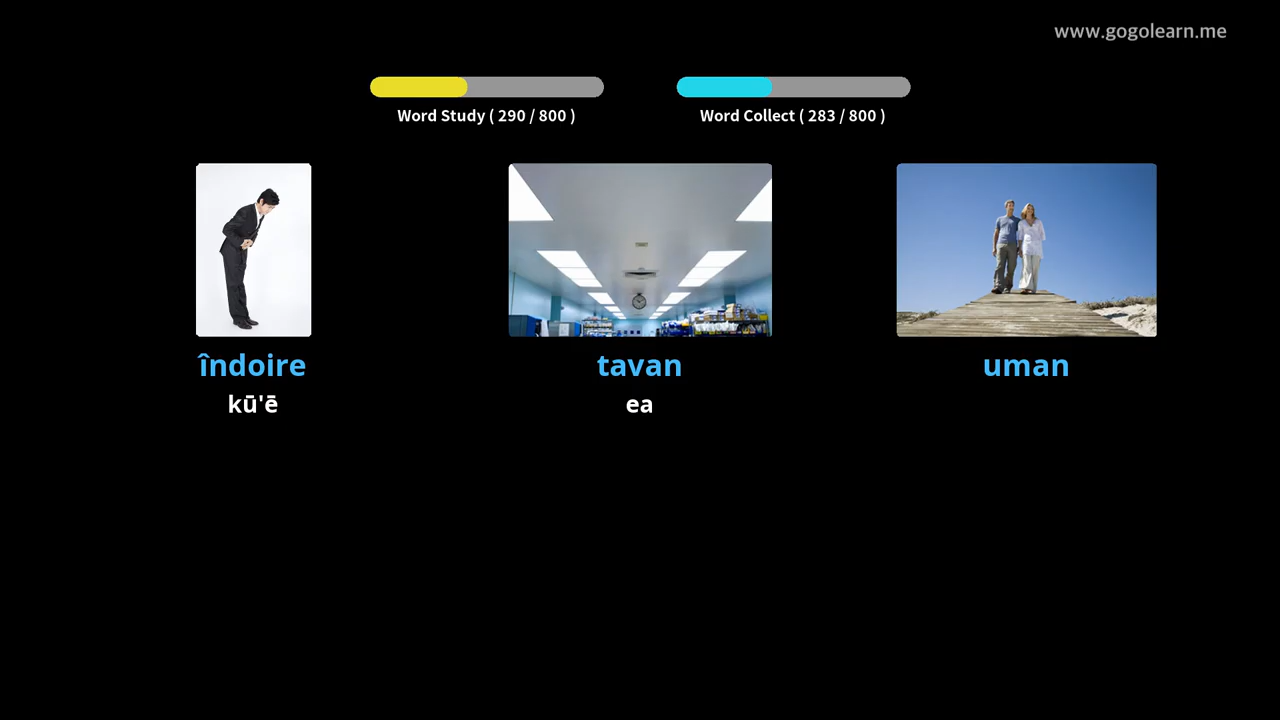 www.gogolearn.me
Word Study ( 290 / 800 )
Word Collect ( 283 / 800 )
îndoire
tavan
uman
kū'ē
ea